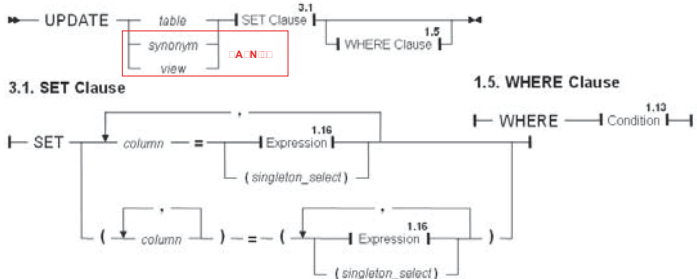 3.1
UPDATE table SET Clause
1.5
synonym WHERE Clause
view
3.1. SET Clause
1.5. WHERE Clause
,
1.13
WHERE Condition
1.16
SET column = Expression
( singleton_select )
, ,
1.16
( column ) = ( Expression )
( singleton_select )